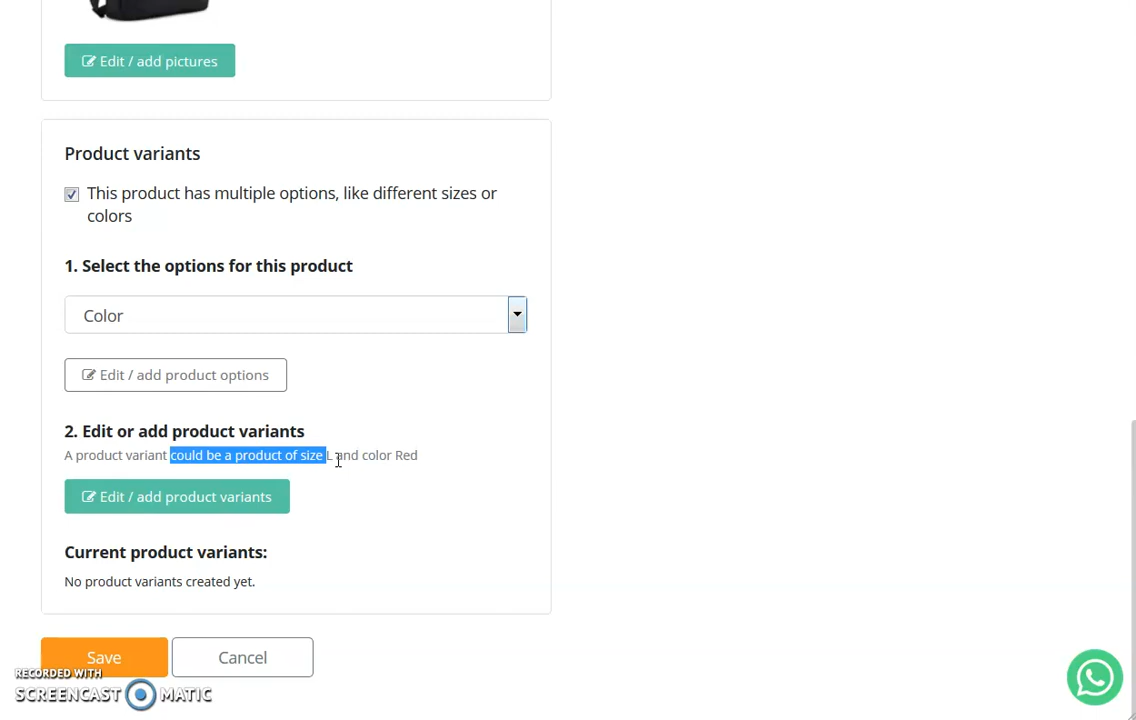 Edit / add pictures
Product variants
This product has multiple options, like different sizes or
colors
1. Select the options for this product
Color
Edit / add product options
2. Edit or add product variants
A product variant could be a product of size L and color Red
Edit / add product variants
Current product variants:
No product variants created yet.
Save
Cancel
RECORDED WITH
SCREENCAST MATIC